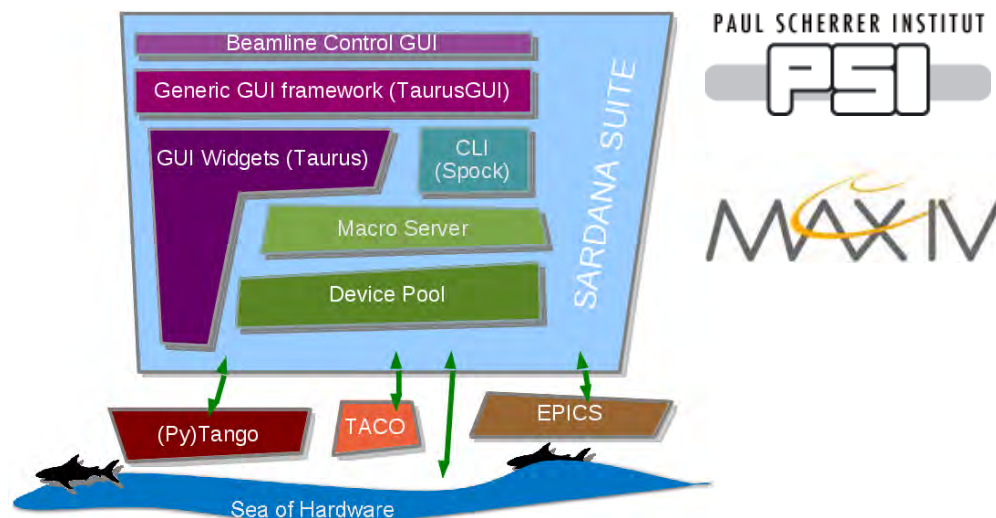 Beamline Control GUI
Generic GUI framework (TaurusGUI)
GUI Widgets (Taurus)
CLI
(Spock)
Macro Server
Device Pool
SARDANA SUITE
(Py)Tango
TACO
EPICS
Sea of Hardware
PAUL SCHERRER INSTITUT
PSI
MAX IV